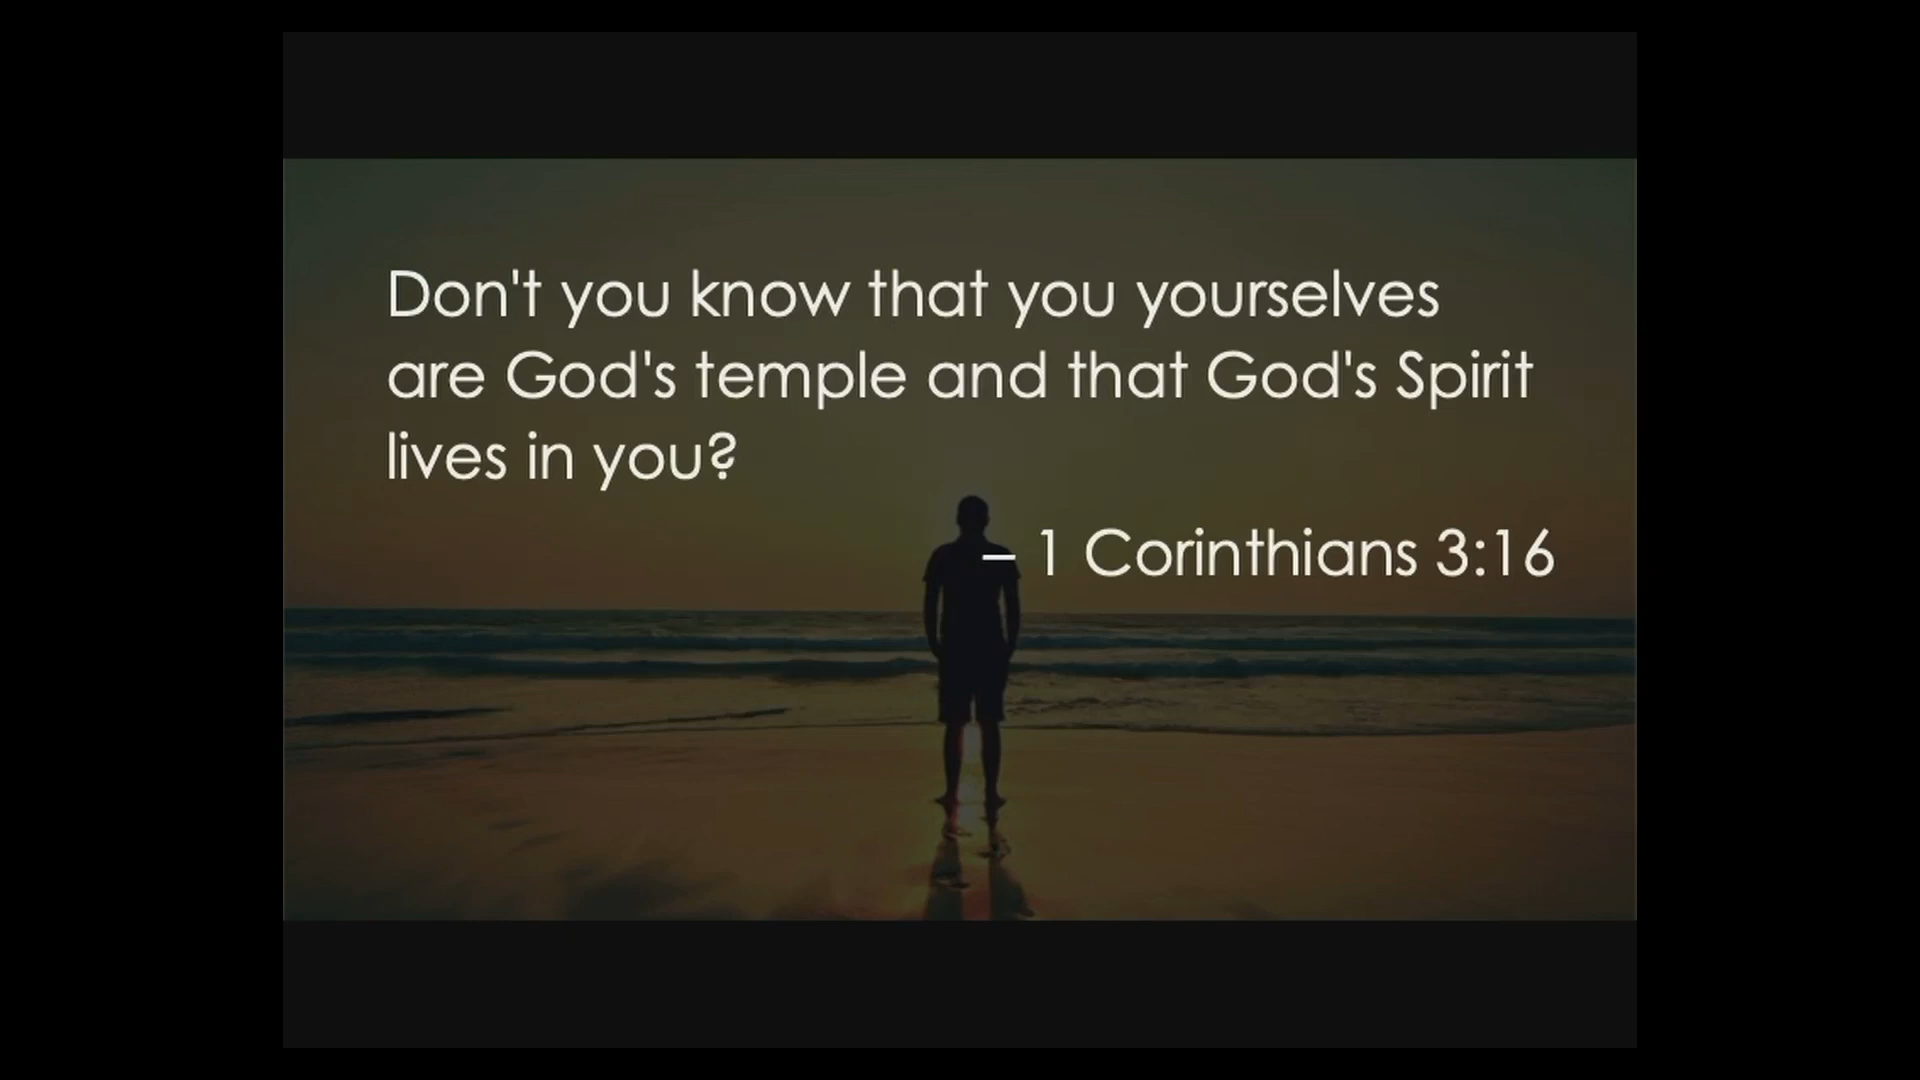 Don't you know that you yourselves
are God's temple and that God's Spirit
lives in you?
– 1 Corinthians 3:16